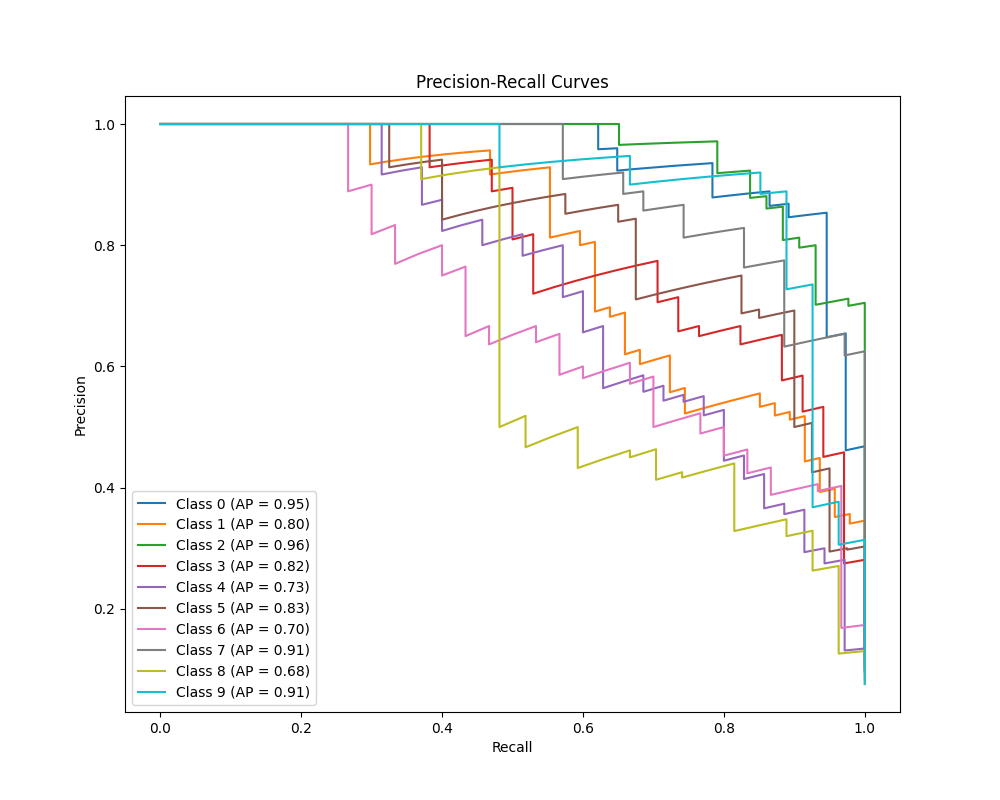 Precision-Recall Curves
Precision
1.0
0.8
0.6
0.4
0.2
Class 0 (AP = 0.95)
Class 1 (AP = 0.80)
Class 2 (AP = 0.96)
Class 3 (AP = 0.82)
Class 4 (AP = 0.73)
Class 5 (AP = 0.83)
Class 6 (AP = 0.70)
Class 7 (AP = 0.91)
Class 8 (AP = 0.68)
Class 9 (AP = 0.91)
0.0 0.2 0.4 0.6 0.8 1.0
Recall